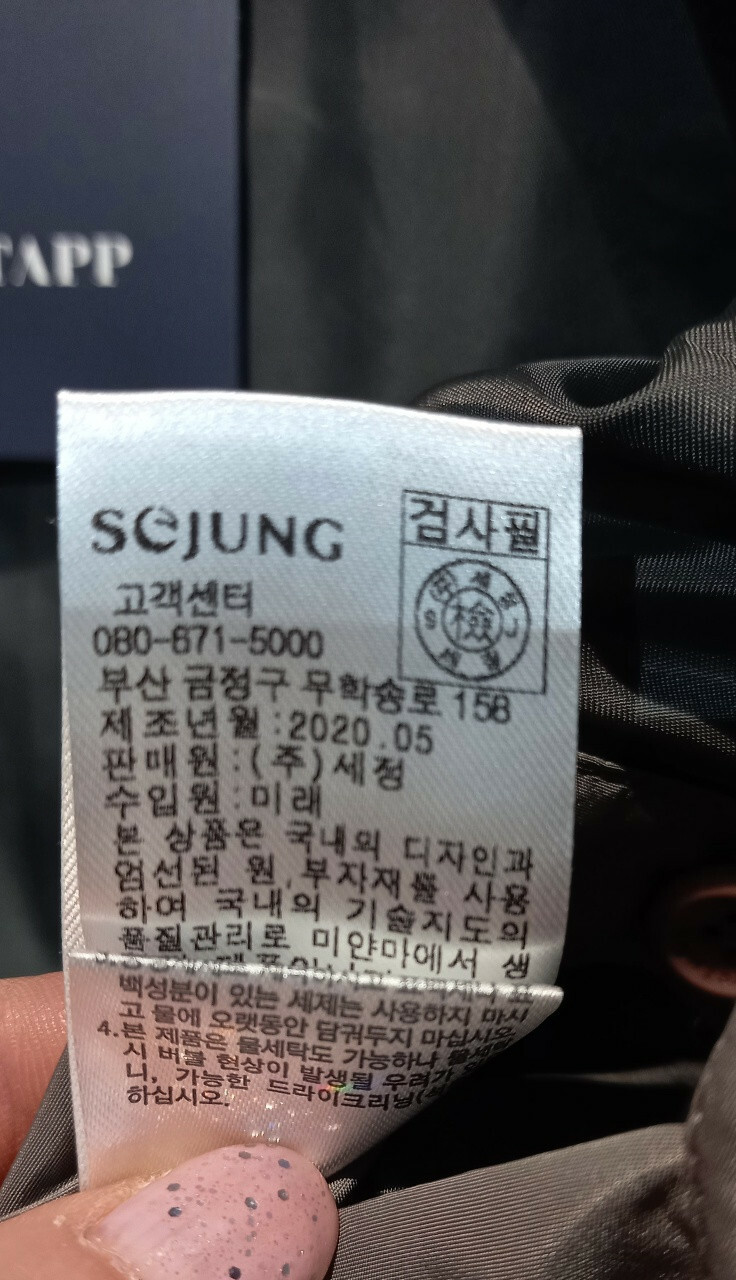 TAPP
SEJUNG
검사필
檢
고객센터
080-671-5000
부산 금정구 무학송로 158
제조년월:2020.05
판매원:(주)세정
수입원:미래
본 상품은 국내의 디자인과
엄선된 원,부자재를 사용
하여 국내의 기술지도의
품질관리로 미얀마에서 생
백성분이 있는 세제는 사용하지 마시
고 물에 오랫동안 담궈두지 마십시오.
4.본 제품은 물세탁도 가능하나
시 버블 현상이 발생될 우려가
니, 가능한 드라이크리닝
하십시오.